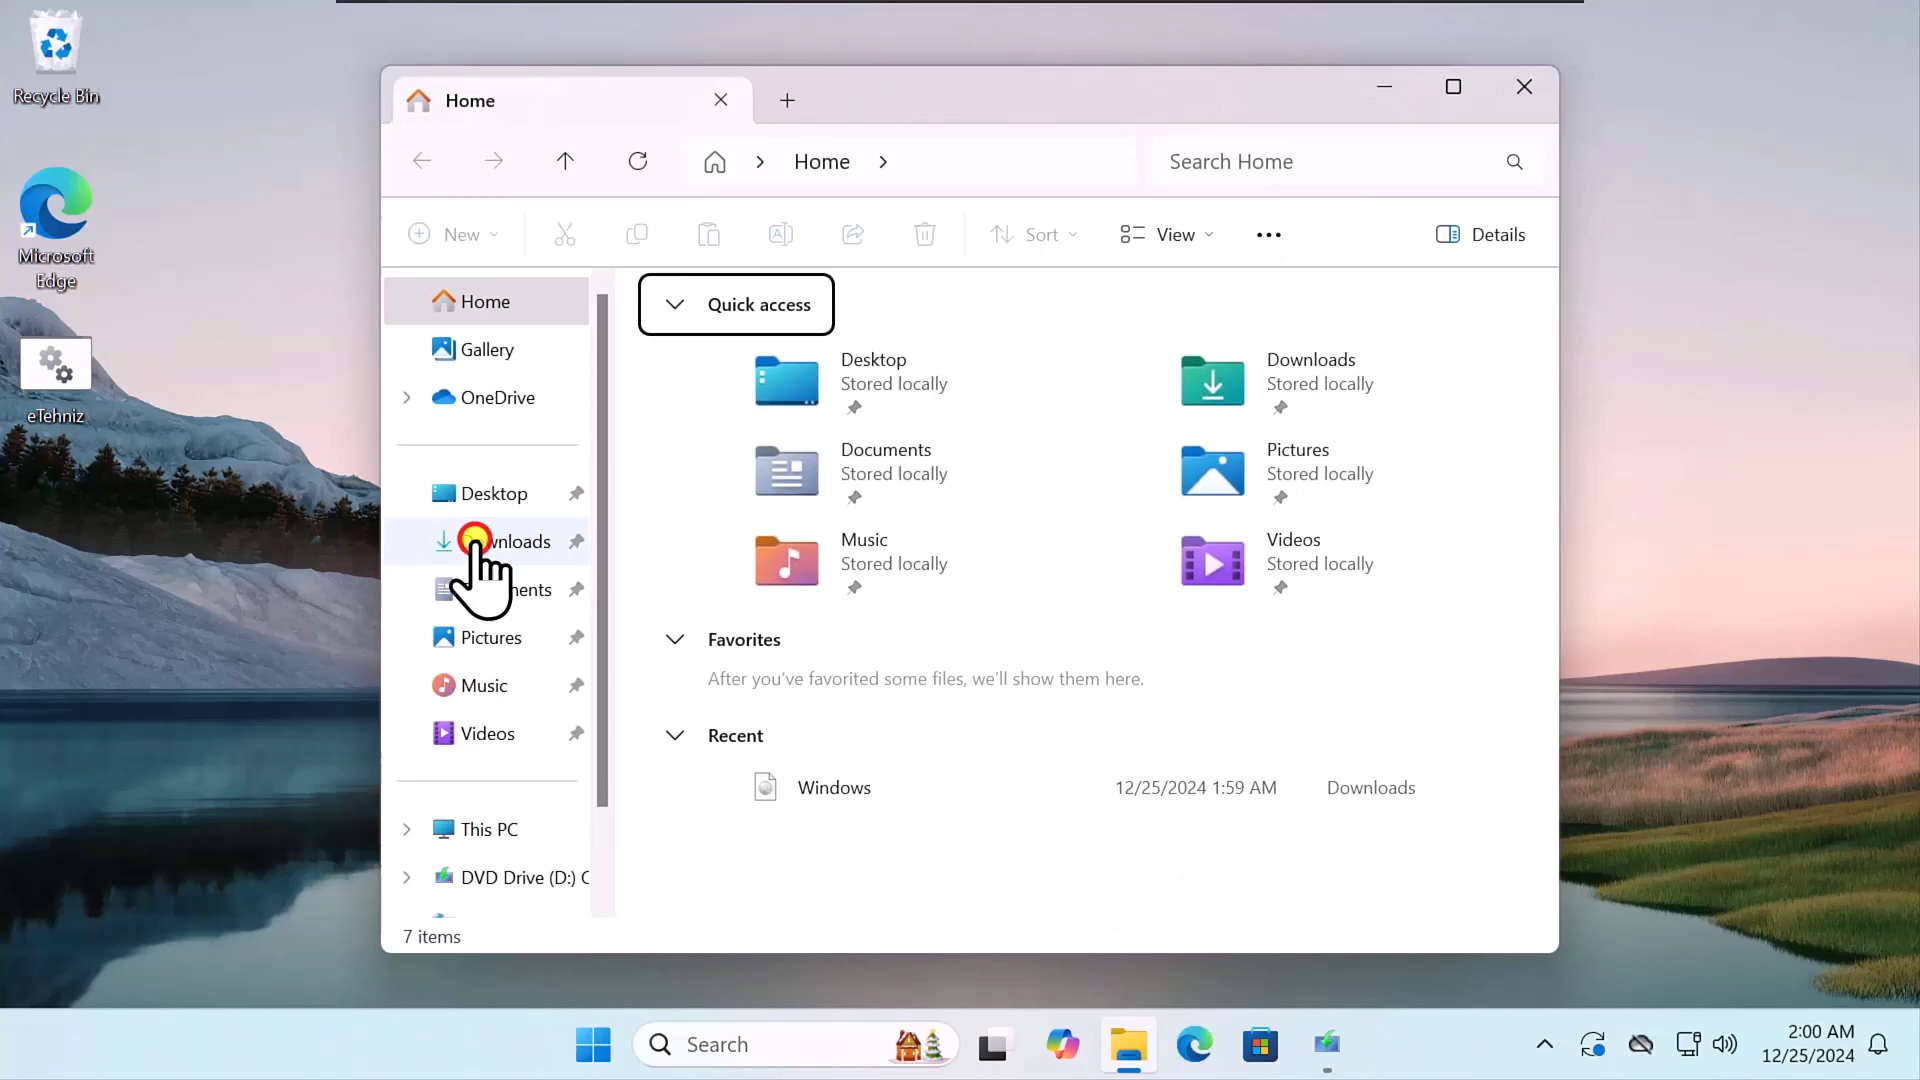 Recycle Bin
Microsoft
Edge
eTehniz
Home
Home
Search Home
New
Sort
View
Details
Home
Gallery
OneDrive
Desktop
Pictures
Music
Videos
This PC
DVD Drive (D:) C
7 items
Quick access
Desktop
Stored locally
Downloads
Stored locally
Documents
Stored locally
Pictures
Stored locally
Music
Stored locally
Videos
Stored locally
Favorites
After you've favorited some files, we'll show them here.
Recent
Windows 12/25/2024 1:59 AM Downloads
Search
2:00 AM
12/25/2024